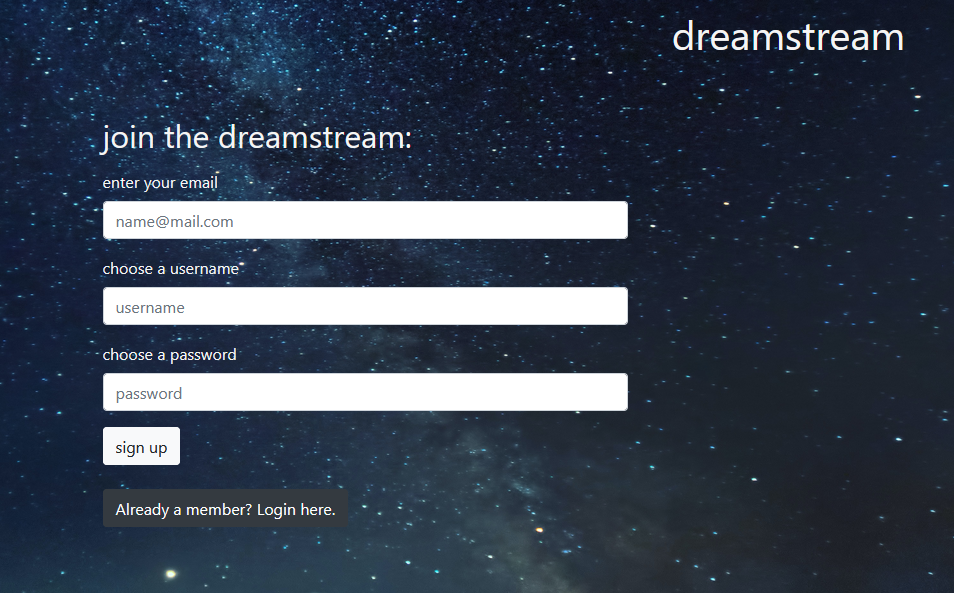 dreamstream
join the dreamstream:
enter your email
name@mail.com
choose a username
username
choose a password
password
sign up
Already a member? Login here.